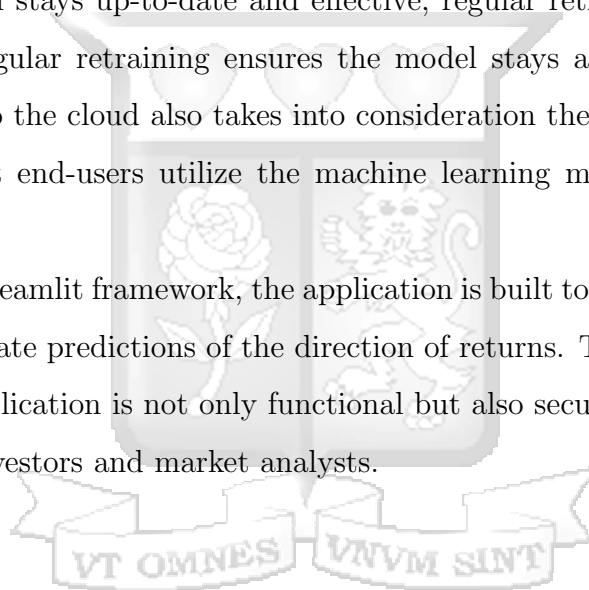 stays up-to-date and effective, regular
gular retraining ensures the model stays a
the cloud also takes into consideration the
end-users utilize the machine learning m
eamlit framework, the application is built to
ate predictions of the direction of returns. T
lication is not only functional but also secu
vestors and market analysts.
VT OMNES VNVM SINT